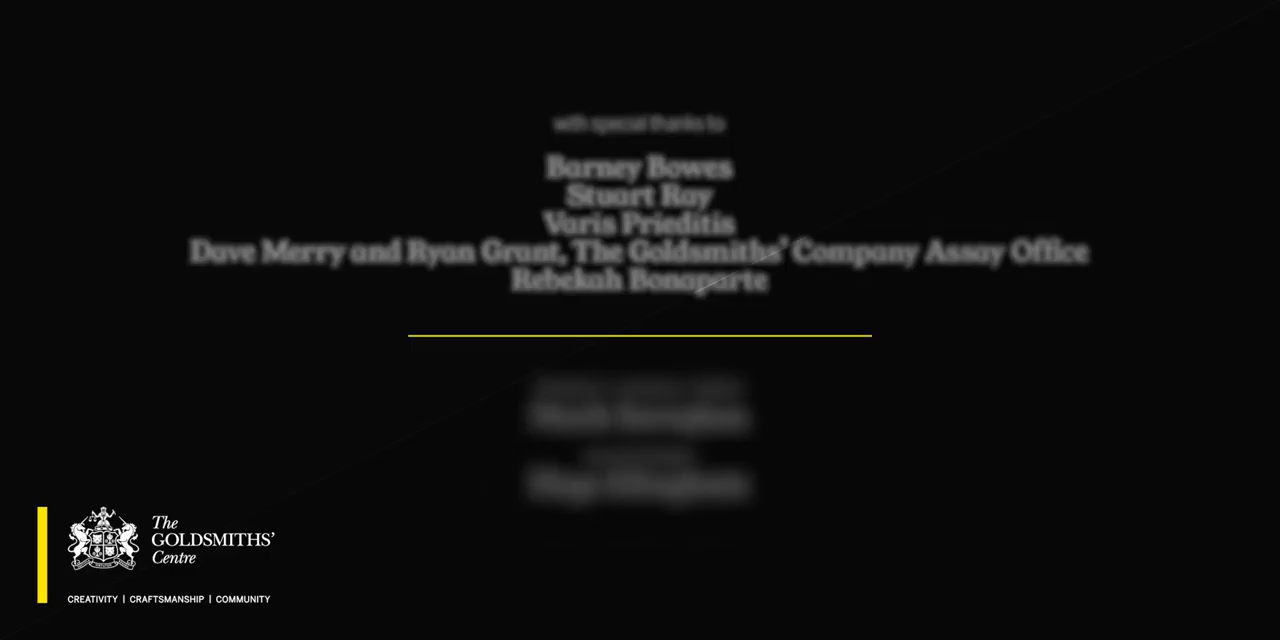 with special thanks to
Barney Bowes
Stuart Ray
Varis Prieditis
Dave Merry and Ryan Grant, The Goldsmiths’ Company Assay Office
Rebekah Bonaparte
The
GOLDSMITHS’
Centre
CREATIVITY | CRAFTSMANSHIP | COMMUNITY